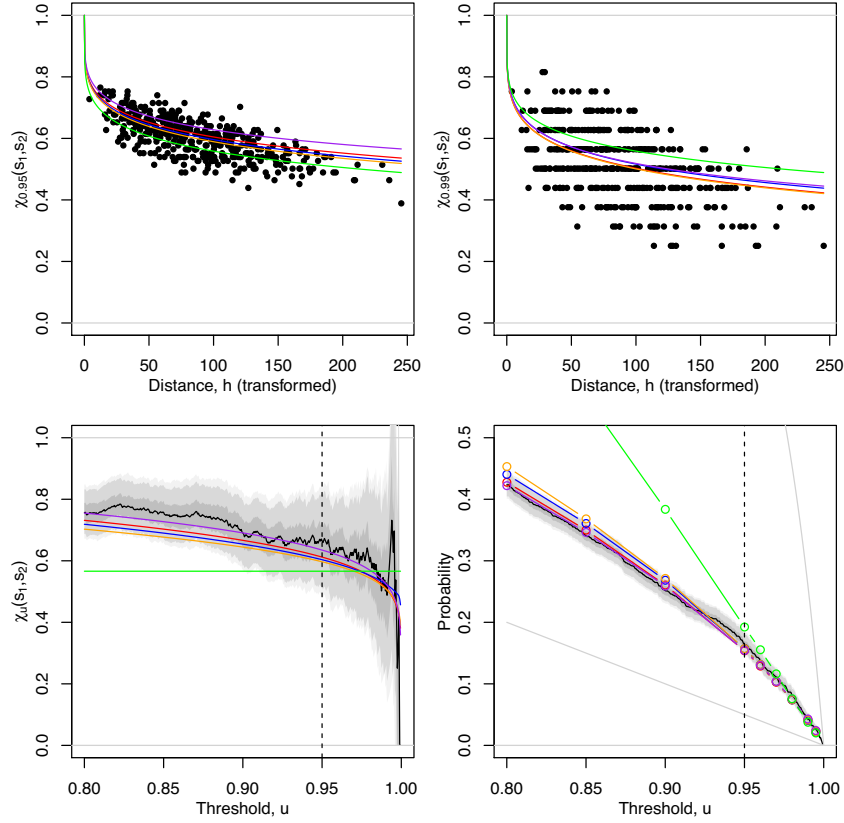 χ0.95(s1,s2)
0.0 0.2 0.4 0.6 0.8 1.0
0 50 100 150 200 250
Distance, h (transformed)
χ0.99(s1,s2)
0.0 0.2 0.4 0.6 0.8 1.0
0 50 100 150 200 250
Distance, h (transformed)
χu(s1,s2)
0.0 0.2 0.4 0.6 0.8 1.0
0.80 0.85 0.90 0.95 1.00
Threshold, u
Probability
0.0 0.1 0.2 0.3 0.4 0.5
0.80 0.85 0.90 0.95 1.00
Threshold, u